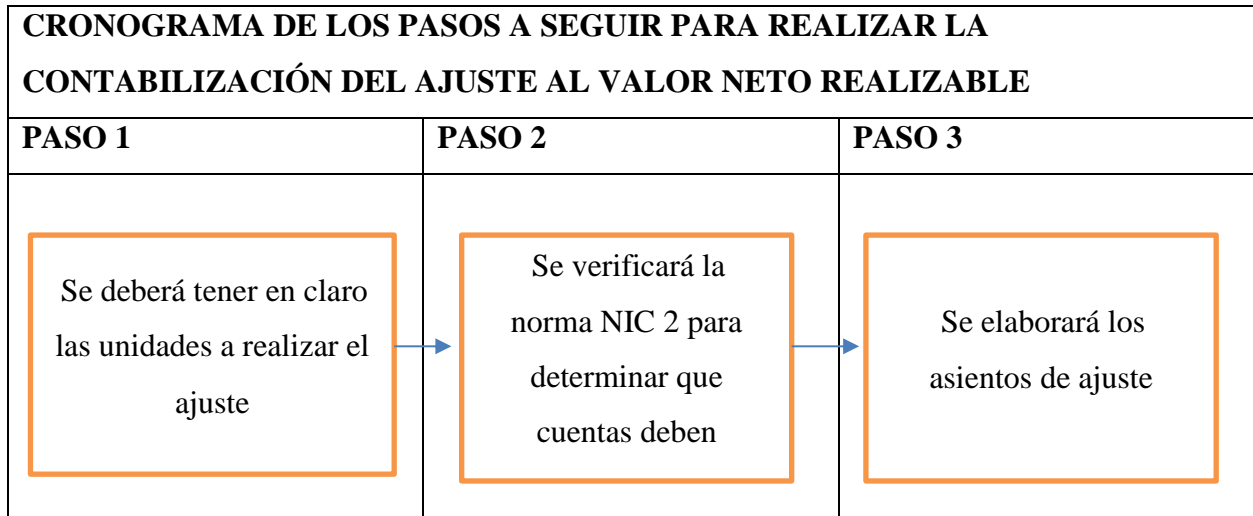 CRONOGRAMA DE LOS PASOS A SEGUIR PARA REALIZAR LA
CONTABILIZACIÓN DEL AJUSTE AL VALOR NETO REALIZABLE
PASO 1
PASO 2
PASO 3
Se deberá tener en claro
las unidades a realizar el
ajuste
Se verificará la
norma NIC 2 para
determinar que
cuentas deben
Se elaborará los
asientos de ajuste